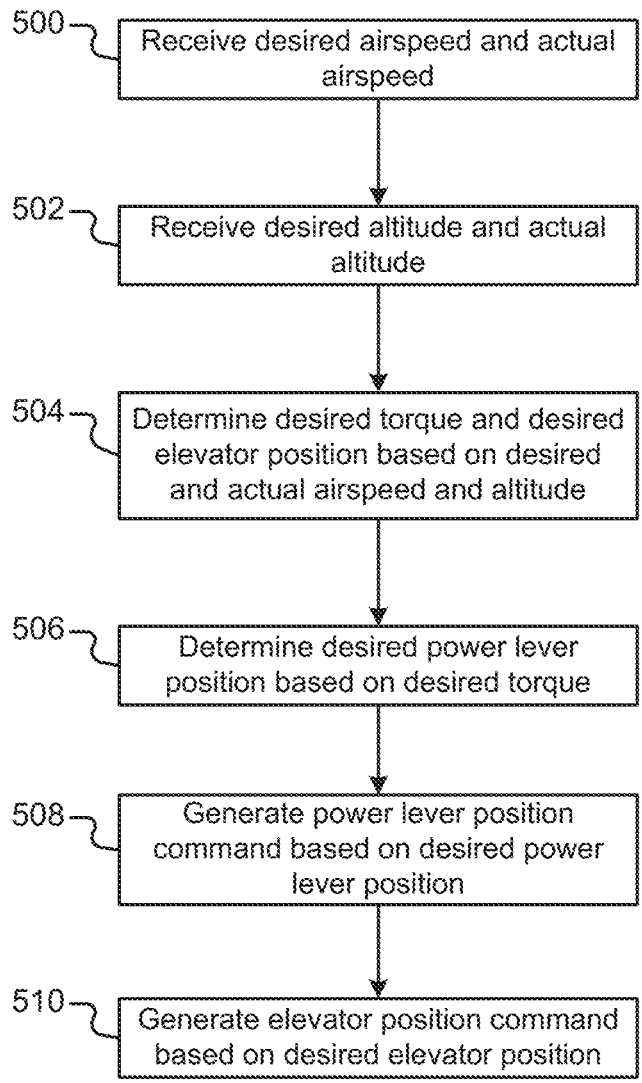 500
Receive desired airspeed and actual
airspeed
502
Receive desired altitude and actual
altitude
504
Determine desired torque and desired
elevator position based on desired
and actual airspeed and altitude
506
Determine desired power lever
position based on desired torque
508
Generate power lever position
command based on desired power
lever position
510
Generate elevator position command
based on desired elevator position